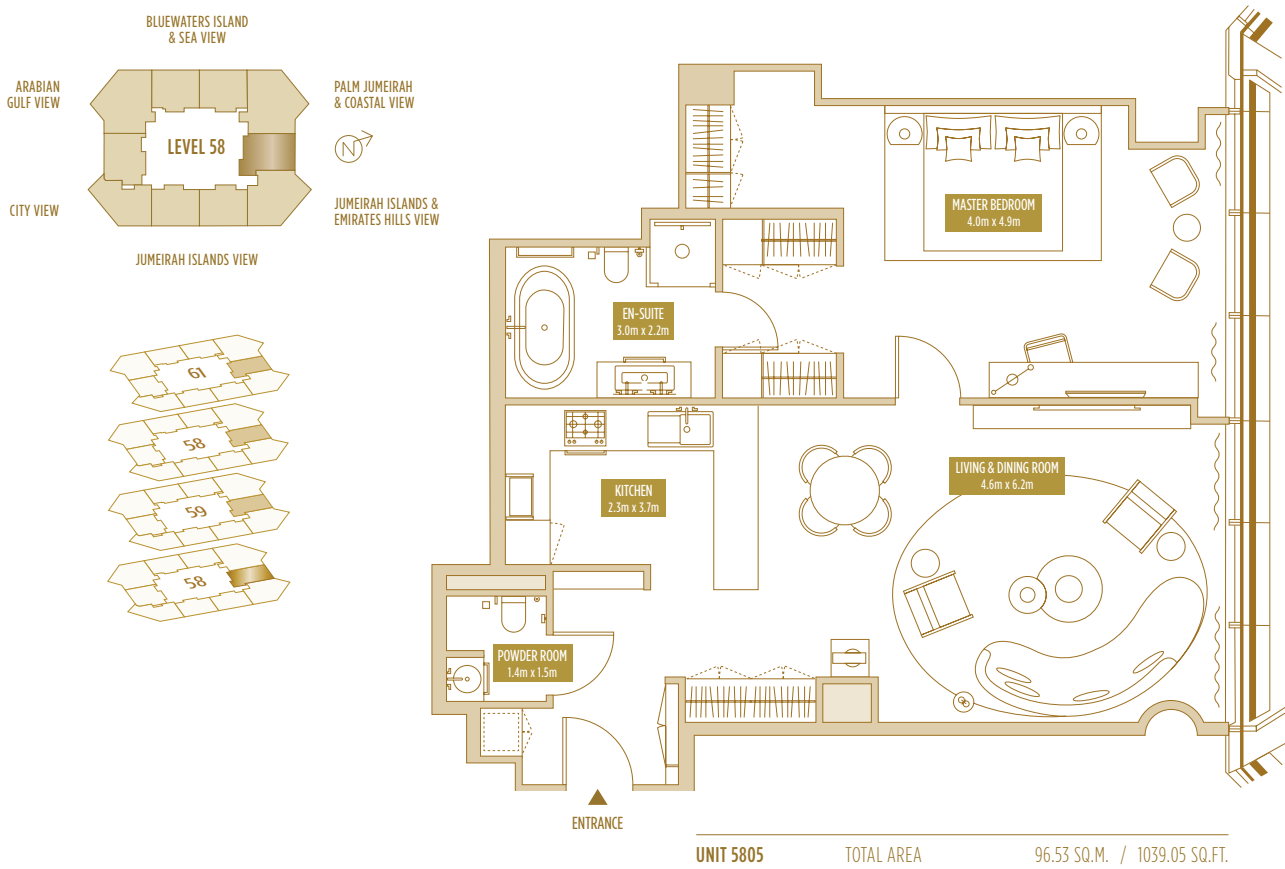 BLUEWATERS ISLAND
& SEA VIEW
ARABIAN
GULF VIEW
PALM JUMEIRAH
& COASTAL VIEW
LEVEL 58
N
CITY VIEW
JUMEIRAH ISLANDS &
EMIRATES HILLS VIEW
JUMEIRAH ISLANDS VIEW
61
58
59
58
MASTER BEDROOM
4.0m x 4.9m
EN-SUITE
3.0m x 2.2m
LIVING & DINING ROOM
4.6m x 6.2m
KITCHEN
2.3m x 3.7m
POWDER ROOM
1.4m x 1.5m
ENTRANCE
UNIT 5805 TOTAL AREA 96.53 SQ.M. / 1039.05 SQ.FT.